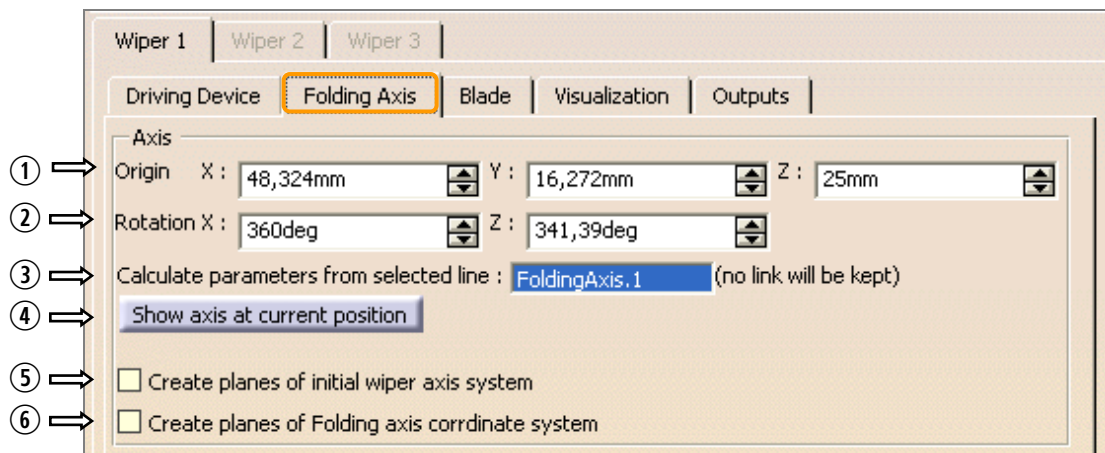 Wiper 1 Wiper 2 Wiper 3
Driving Device Folding Axis Blade Visualization Outputs
Axis
① Origin X : 48,324mm Y : 16,272mm Z : 25mm
② Rotation X : 360deg Z : 341,39deg
③ Calculate parameters from selected line : FoldingAxis.1 (no link will be kept)
④ Show axis at current position
⑤ Create planes of initial wiper axis system
⑥ Create planes of Folding axis corrdinate system